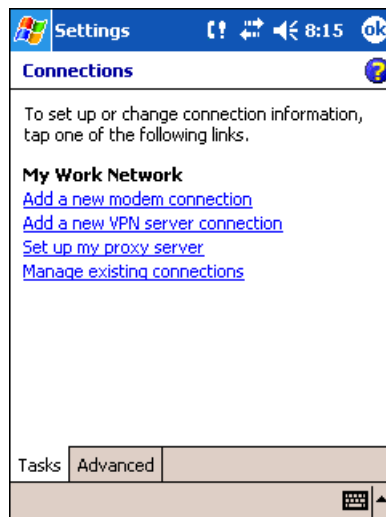 Settings 8:15 ok
Connections
To set up or change connection information,
tap one of the following links.
My Work Network
Add a new modem connection
Add a new VPN server connection
Set up my proxy server
Manage existing connections
Tasks Advanced